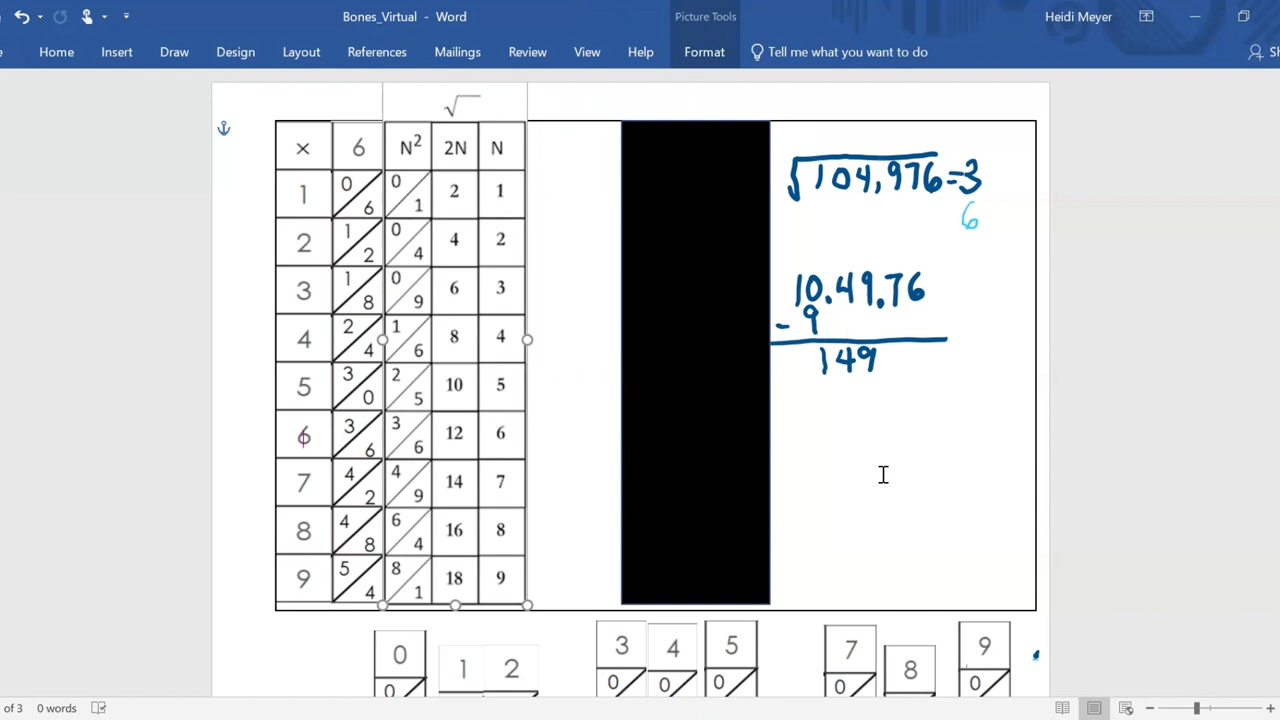 Bones_Virtual - Word
Picture Tools
Heidi Meyer
Home Insert Draw Design Layout References Mailings Review View Help Format Tell me what you want to do
√
× 6 N² 2N N
1 0/6 0/1 2 1
2 1/2 0/4 4 2
3 1/8 0/9 6 3
4 2/4 1/6 8 4
5 3/0 2/5 10 5
6 3/6 3/6 12 6
7 4/2 4/9 14 7
8 4/8 6/4 16 8
9 5/4 8/1 18 9
√104,976=3
6
10.49.76
- 9
149
0 1 2 3 4 5 7 8 9
0 0 0 0 0 0
of 3 0 words